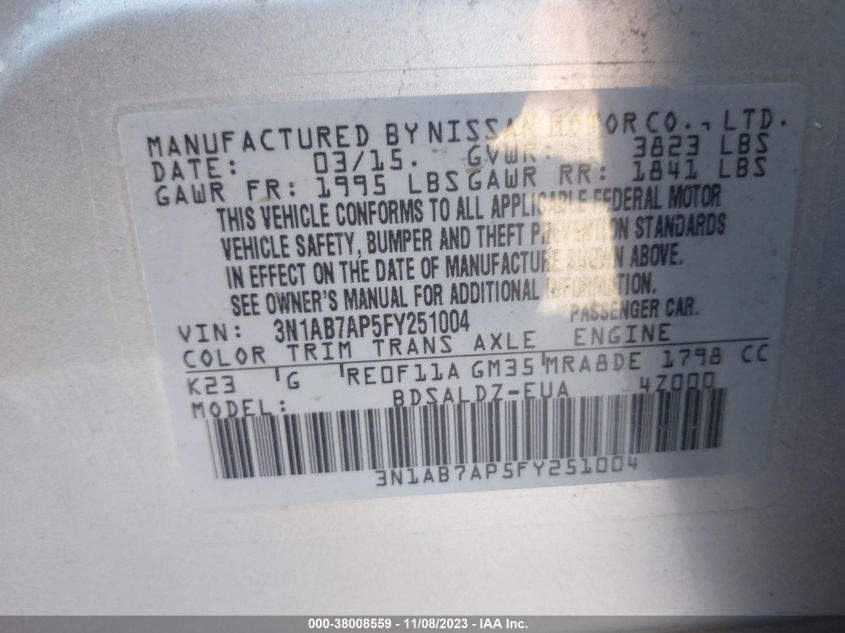 MANUFACTURED BY NISSAN MOTOR CO., LTD.
DATE: 03/15. GVWR: 3823 LBS
GAWR FR: 1995 LBS GAWR RR: 1841 LBS
THIS VEHICLE CONFORMS TO ALL APPLICABLE FEDERAL MOTOR
VEHICLE SAFETY, BUMPER AND THEFT PREVENTION STANDARDS
IN EFFECT ON THE DATE OF MANUFACTURE SHOWN ABOVE.
SEE OWNER'S MANUAL FOR ADDITIONAL INFORMATION
VIN: 3N1AB7AP5FY251004 PASSENGER CAR.
COLOR TRIM TRANS AXLE ENGINE
K23 G RE0F11A GM35 MRA8DE 1798 CC
MODEL: BDSALDZ-EUA 4Z000
3N1AB7AP5FY251004
000-38008559 - 11/08/2023 - IAA Inc.